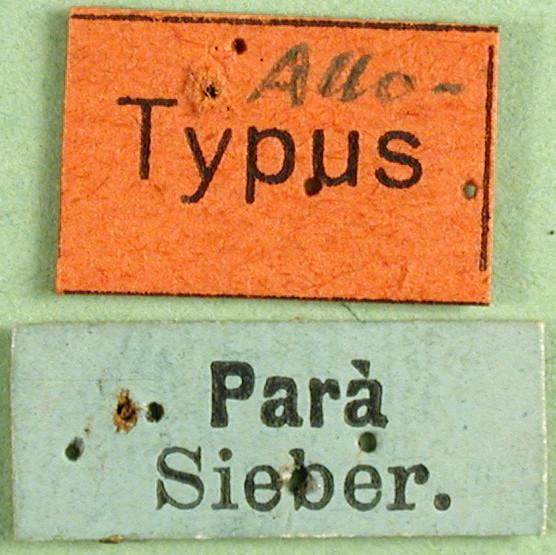 Allo-
Typus
Parà
Sieber.